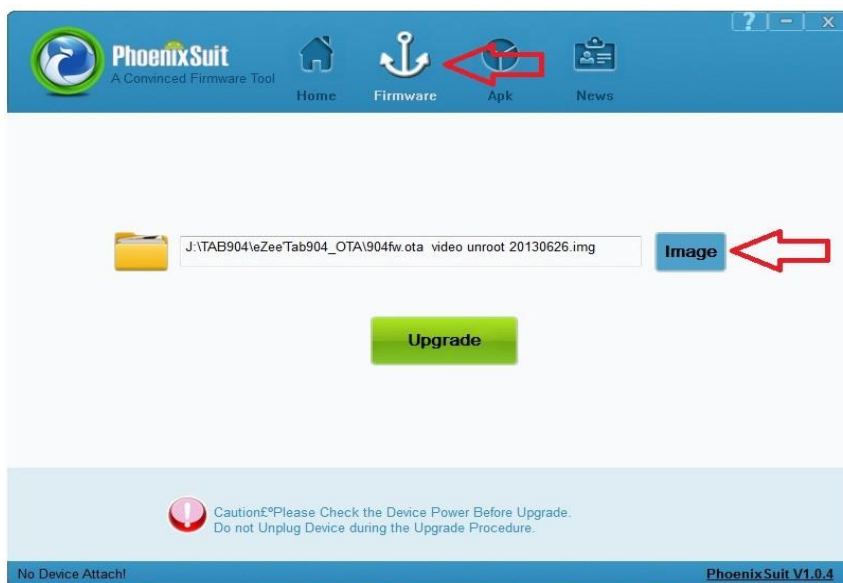 ? — x
PhoenixSuit
A Convinced Firmware Tool
Home
Firmware
Apk
News
J:\TAB904\eZee'Tab904_OTA\904fw.ota video unroot 20130626.img
Image
Upgrade
Caution£ºPlease Check the Device Power Before Upgrade.
Do not Unplug Device during the Upgrade Procedure.
No Device Attach!
PhoenixSuit V1.0.4